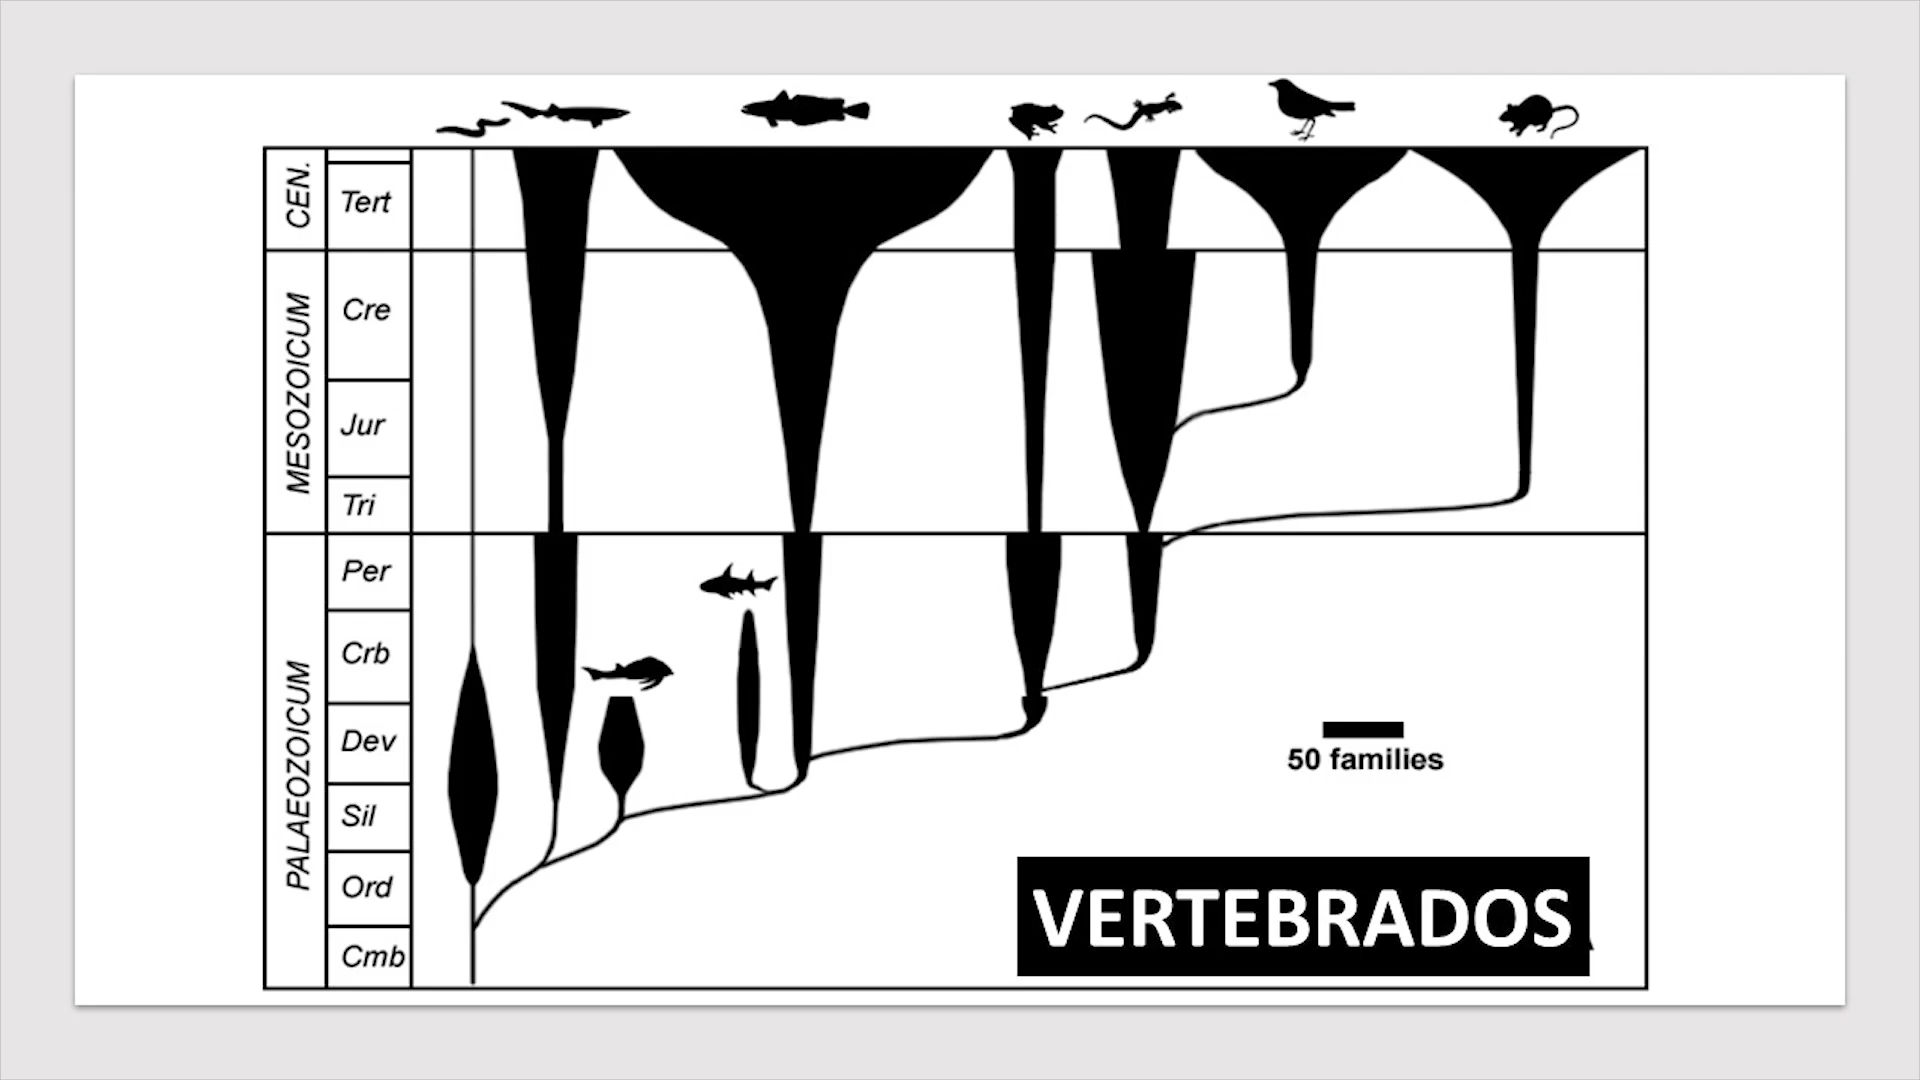 CEN.
Tert
MESOZOICUM
Cre
Jur
Tri
PALAEOZOICUM
Per
Crb
Dev
Sil
Ord
Cmb
50 families
VERTEBRADOS